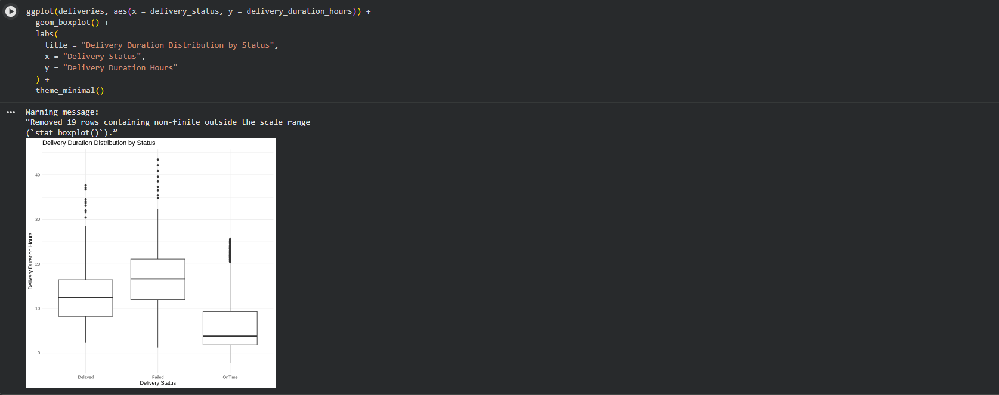 ggplot(deliveries, aes(x = delivery_status, y = delivery_duration_hours)) +
  geom_boxplot() +
  labs(
    title = "Delivery Duration Distribution by Status",
    x = "Delivery Status",
    y = "Delivery Duration Hours"
  ) +
  theme_minimal()
Warning message:
“Removed 19 rows containing non-finite outside the scale range
(`stat_boxplot()`).”
Delivery Duration Distribution by Status
Delivery Duration Hours
40
30
20
10
0
Delayed Failed OnTime
Delivery Status